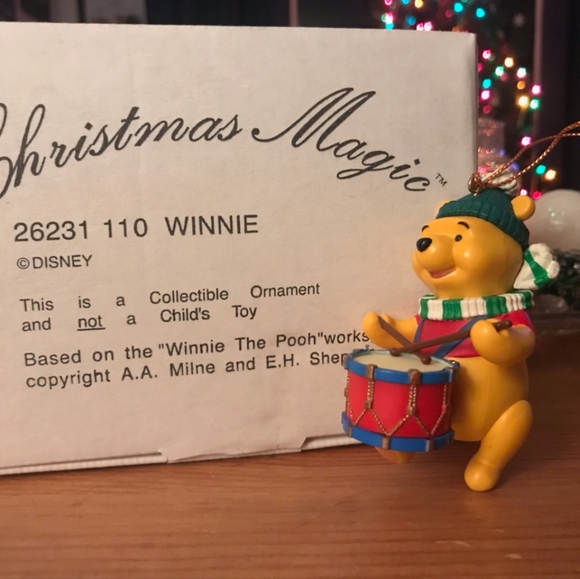 Christmas Magic™
26231 110 WINNIE
©DISNEY
This is a Collectible Ornament
and not a Child's Toy
Based on the "Winnie The Pooh"works
copyright A.A. Milne and E.H.